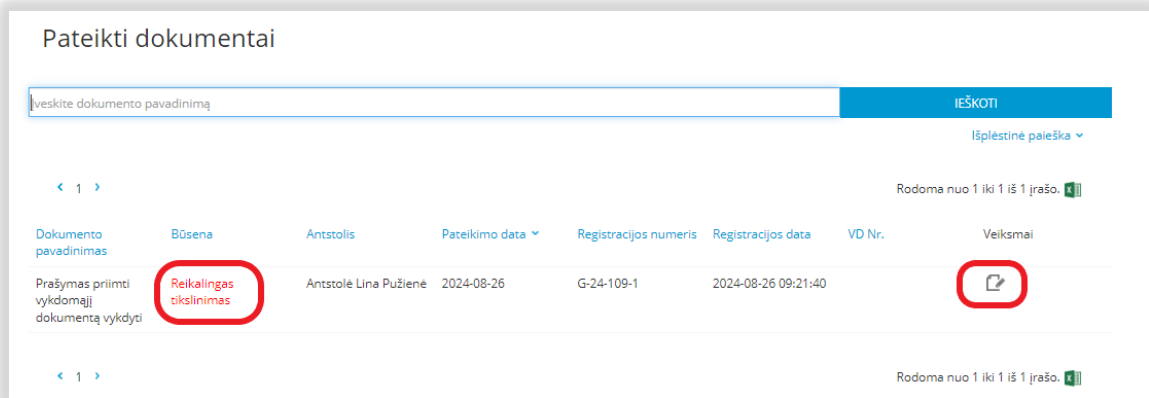 Pateikti dokumentai
Įveskite dokumento pavadinimą
IEŠKOTI
Išplėstinė paieška
1
Rodoma nuo 1 iki 1 iš 1 įrašo.
Dokumento pavadinimas Būsena Antstolis Pateikimo data Registracijos numeris Registracijos data VD Nr. Veiksmai
Prašymas priimti vykdomąjį dokumentą vykdyti
Reikalingas tikslinimas
Antstolė Lina Pužienė 2024-08-26 G-24-109-1 2024-08-26 09:21:40
1
Rodoma nuo 1 iki 1 iš 1 įrašo.